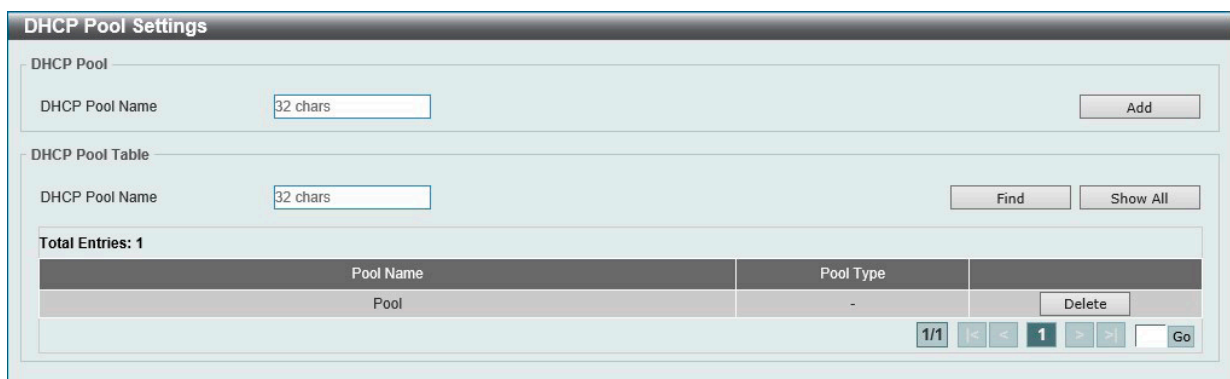 DHCP Pool Settings
DHCP Pool
DHCP Pool Name 32 chars Add
DHCP Pool Table
DHCP Pool Name 32 chars Find Show All
Total Entries: 1
Pool Name Pool Type
Pool - Delete
1/1 |< < 1 > >| Go